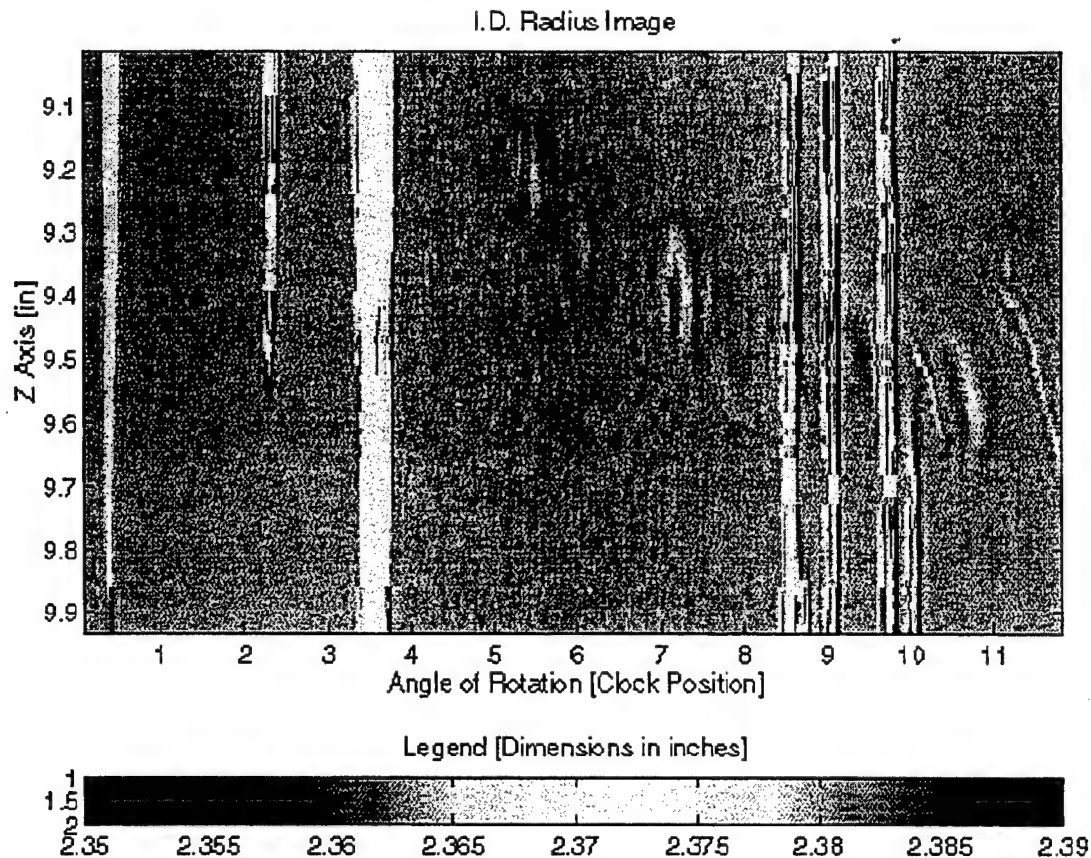 I.D. Radius Image
9.1
9.2
9.3
9.4
9.5
9.6
9.7
9.8
9.9
Z Axis [in]
1 2 3 4 5 6 7 8 9 10 11
Angle of Rotation [Clock Position]
Legend [Dimensions in inches]
1
1.5
2
2.35 2.355 2.36 2.365 2.37 2.375 2.38 2.385 2.39